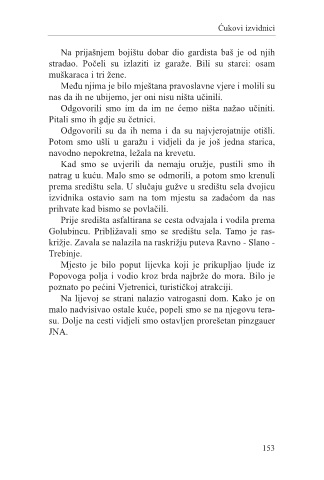 Ćukovi izvidnici
Na prijašnjem bojištu dobar dio gardista baš je od njih
stradao. Počeli su izlaziti iz garaže. Bili su starci: osam
muškaraca i tri žene.
Među njima je bilo mještana pravoslavne vjere i molili su
nas da ih ne ubijemo, jer oni nisu ništa učinili.
Odgovorili smo im da im ne ćemo ništa nažao učiniti.
Pitali smo ih gdje su četnici.
Odgovorili su da ih nema i da su najvjerojatnije otišli.
Potom smo ušli u garažu i vidjeli da je još jedna starica,
navodno nepokretna, ležala na krevetu.
Kad smo se uvjerili da nemaju oružje, pustili smo ih
natrag u kuću. Malo smo se odmorili, a potom smo krenuli
prema središtu sela. U slučaju gužve u središtu sela dvojicu
izvidnika ostavio sam na tom mjestu sa zadaćom da nas
prihvate kad bismo se povlačili.
Prije središta asfaltirana se cesta odvajala i vodila prema
Golubincu. Približavali smo se središtu sela. Tamo je ras-
križje. Zavala se nalazila na raskrižju puteva Ravno - Slano -
Trebinje.
Mjesto je bilo poput lijevka koji je prikupljao ljude iz
Popovoga polja i vodio kroz brda najbrže do mora. Bilo je
poznato po pećini Vjetrenici, turističkoj atrakciji.
Na lijevoj se strani nalazio vatrogasni dom. Kako je on
malo nadvisivao ostale kuće, popeli smo se na njegovu tera-
su. Dolje na cesti vidjeli smo ostavljen prorešetan pinzgauer
JNA.
153